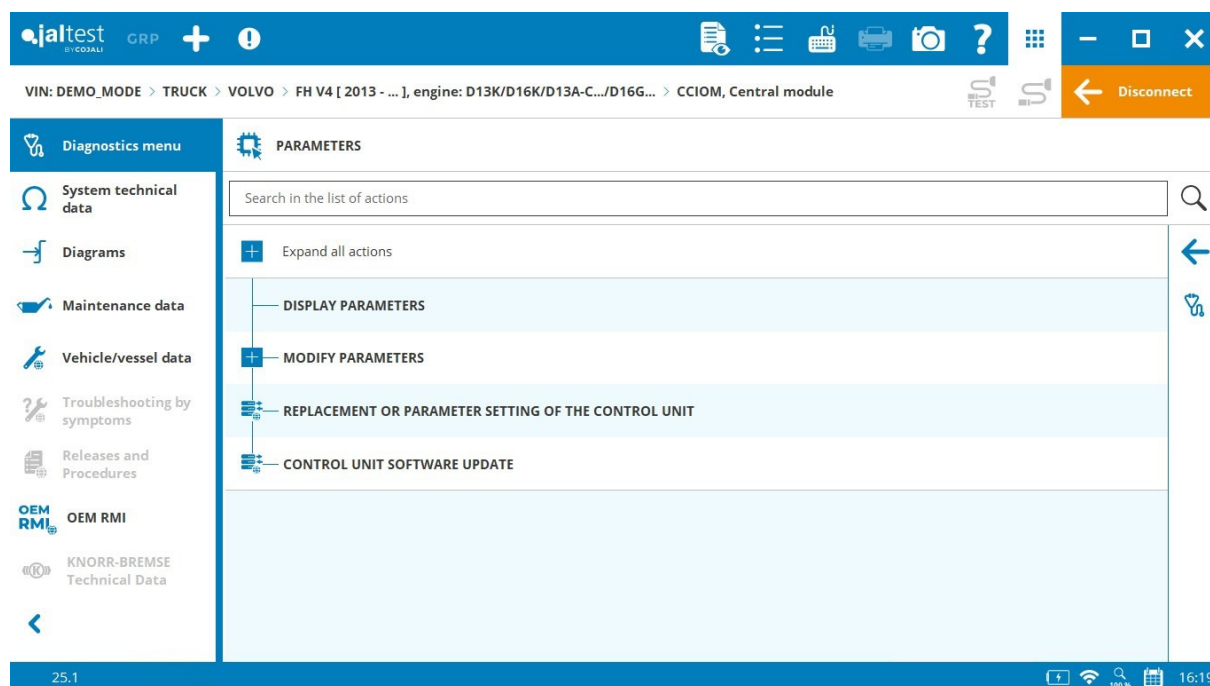 jaltest
BY COJALI
GRP
?
VIN: DEMO_MODE > TRUCK > VOLVO > FH V4 [ 2013 - ... ], engine: D13K/D16K/D13A-C.../D16G... > CCIOM, Central module
TEST
Disconnect
Diagnostics menu
PARAMETERS
System technical
data
Search in the list of actions
Diagrams
Expand all actions
Maintenance data
DISPLAY PARAMETERS
Vehicle/vessel data
MODIFY PARAMETERS
Troubleshooting by
symptoms
REPLACEMENT OR PARAMETER SETTING OF THE CONTROL UNIT
Releases and
Procedures
CONTROL UNIT SOFTWARE UPDATE
OEM
RMI
OEM RMI
KNORR-BREMSE
Technical Data
25.1
100 %
16:19